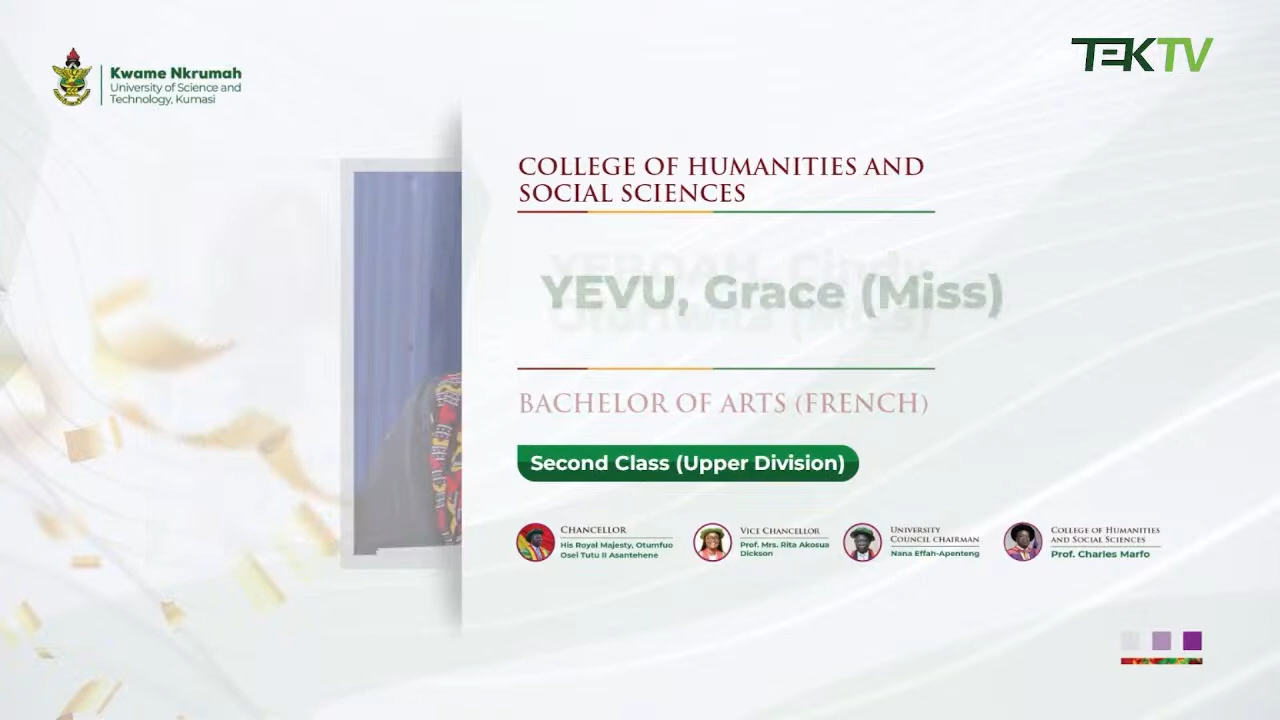 Kwame Nkrumah
University of Science and
Technology, Kumasi
TEKTV
COLLEGE OF HUMANITIES AND
SOCIAL SCIENCES
YEVU, Grace (Miss)
BACHELOR OF ARTS (FRENCH)
Second Class (Upper Division)
CHANCELLOR
His Royal Majesty, Otumfuo
Osei Tutu II Asantehene
VICE CHANCELLOR
Prof. Mrs. Rita Akosua
Dickson
UNIVERSITY
COUNCIL CHAIRMAN
Nana Effah-Apenteng
COLLEGE OF HUMANITIES
AND SOCIAL SCIENCES
Prof. Charles Marfo